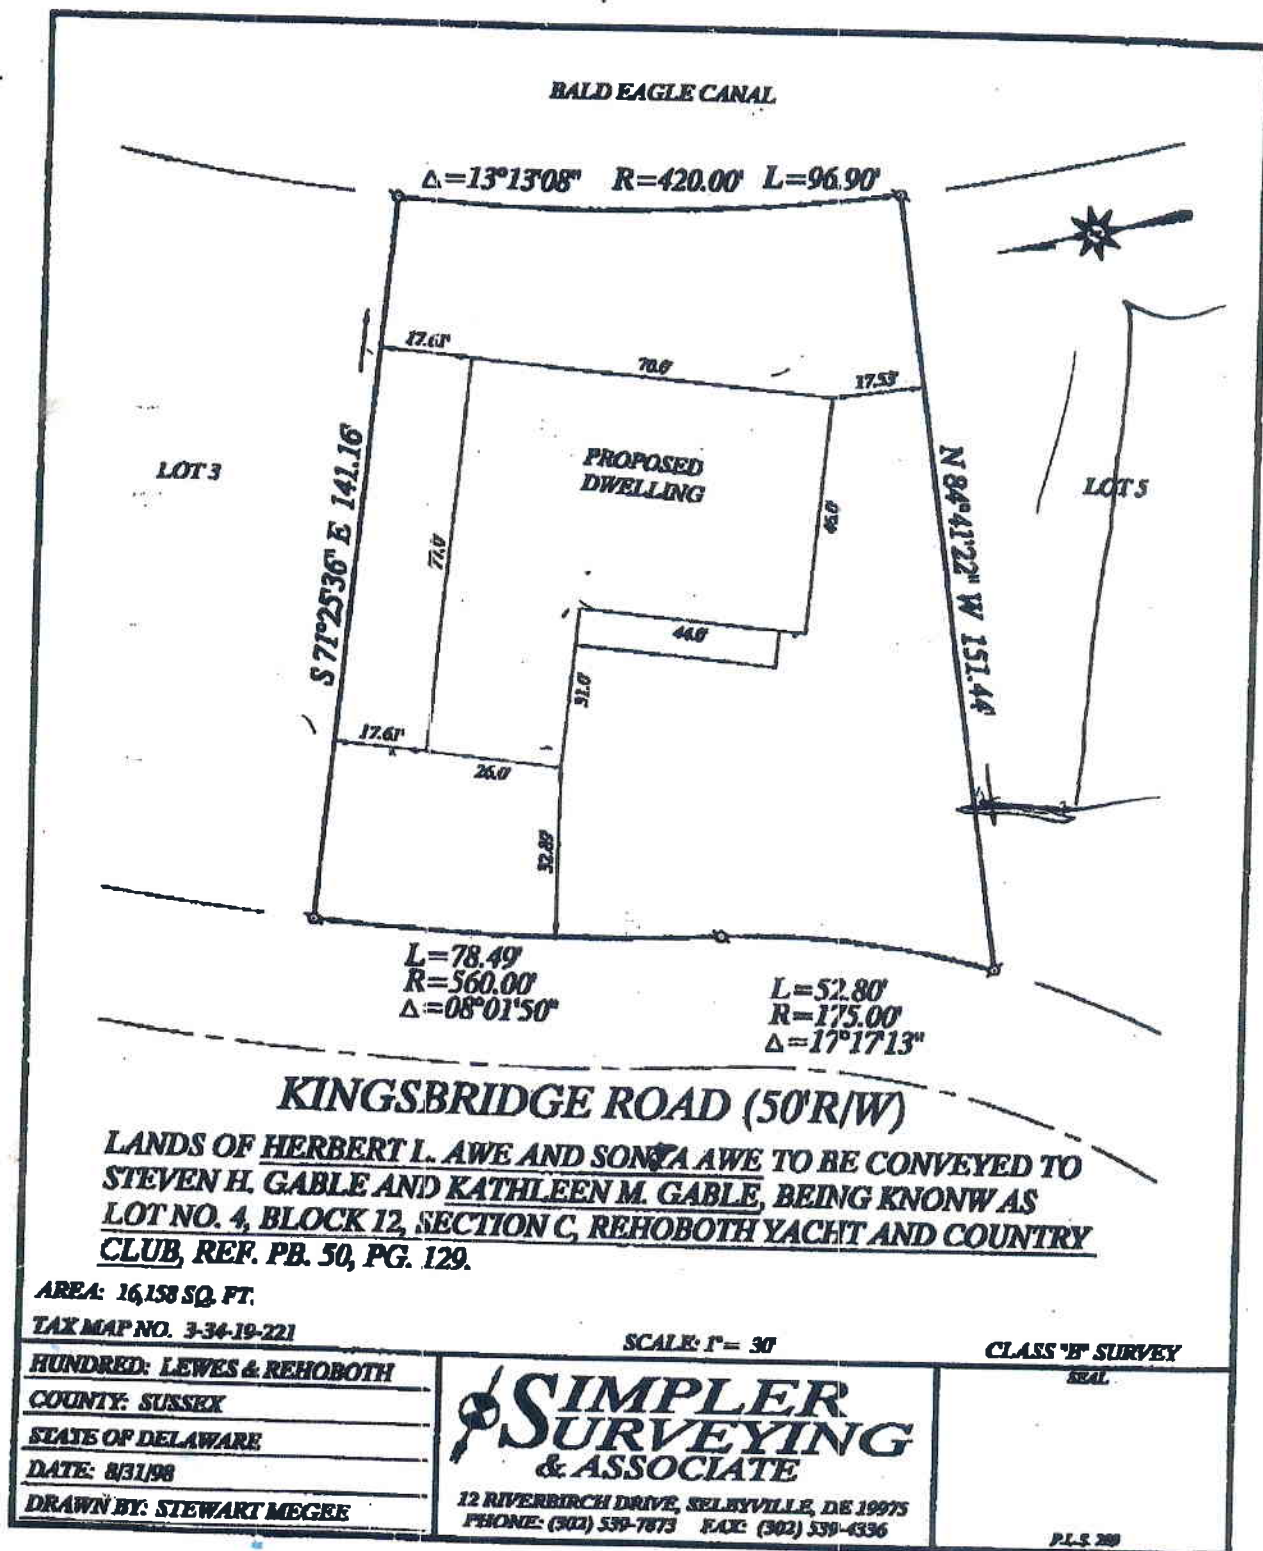 BALD EAGLE CANAL
Δ=13°13'08" R=420.00' L=96.90'
17.61'
70.0'
17.53'
LOT 3
S 71°25'36" E 141.16'
PROPOSED
DWELLING
77.0'
46.0'
N 84°41'22" W 151.44'
LOT 5
44.0'
31.0'
17.61'
26.0'
32.89'
L=78.49'
R=560.00'
Δ=08°01'50"
L=52.80'
R=175.00'
Δ=17°17'13"
KINGSBRIDGE ROAD (50'R/W)
LANDS OF HERBERT L. AWE AND SONYA AWE TO BE CONVEYED TO
STEVEN H. GABLE AND KATHLEEN M. GABLE, BEING KNONW AS
LOT NO. 4, BLOCK 12, SECTION C, REHOBOTH YACHT AND COUNTRY
CLUB, REF. PB. 50, PG. 129.
AREA: 16,158 SQ. FT.
TAX MAP NO. 3-34-19-221
SCALE: 1" = 30'
CLASS "B" SURVEY
HUNDRED: LEWES & REHOBOTH
COUNTY: SUSSEX
STATE OF DELAWARE
DATE: 8/31/98
DRAWN BY: STEWART MEGEE
SIMPLER
SURVEYING
& ASSOCIATE
12 RIVERBIRCH DRIVE, SELBYVILLE, DE 19975
PHONE: (302) 539-7873 FAX: (302) 539-4336
SEAL
P.L.S. 289